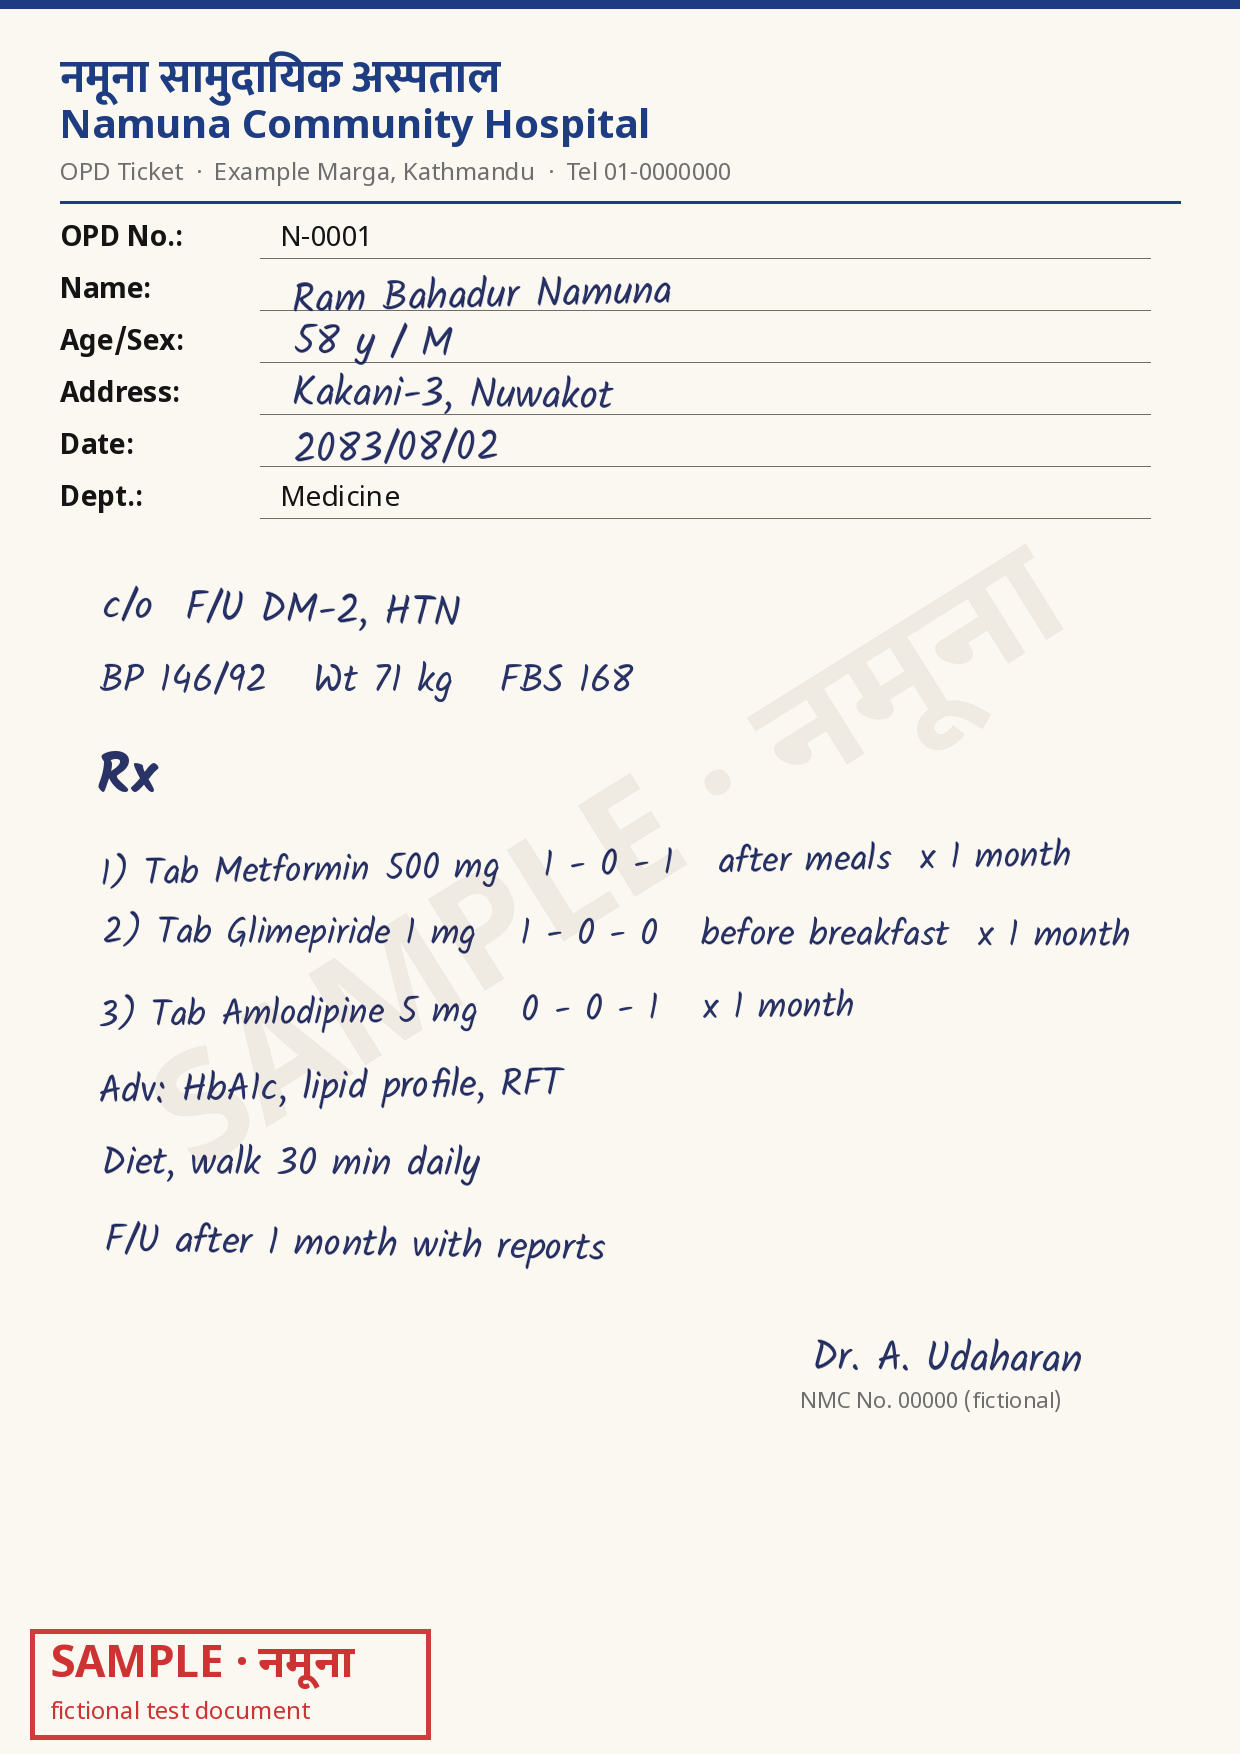 नमूना सामुदायिक अस्पताल
Namuna Community Hospital
OPD Ticket · Example Marga, Kathmandu · Tel 01-0000000
OPD No.: N-0001
Name: Ram Bahadur Namuna
Age/Sex: 58 y / M
Address: Kakani-3, Nuwakot
Date: 2083/08/02
Dept.: Medicine
c/o F/U DM-2, HTN
BP 146/92 Wt 71 kg FBS 168
Rx
1) Tab Metformin 500 mg 1 - 0 - 1 after meals x 1 month
2) Tab Glimepiride 1 mg 1 - 0 - 0 before breakfast x 1 month
3) Tab Amlodipine 5 mg 0 - 0 - 1 x 1 month
Adv: HbA1c, lipid profile, RFT
Diet, walk 30 min daily
F/U after 1 month with reports
Dr. A. Udaharan
NMC No. 00000 (fictional)
SAMPLE · नमूना
SAMPLE · नमूना
fictional test document